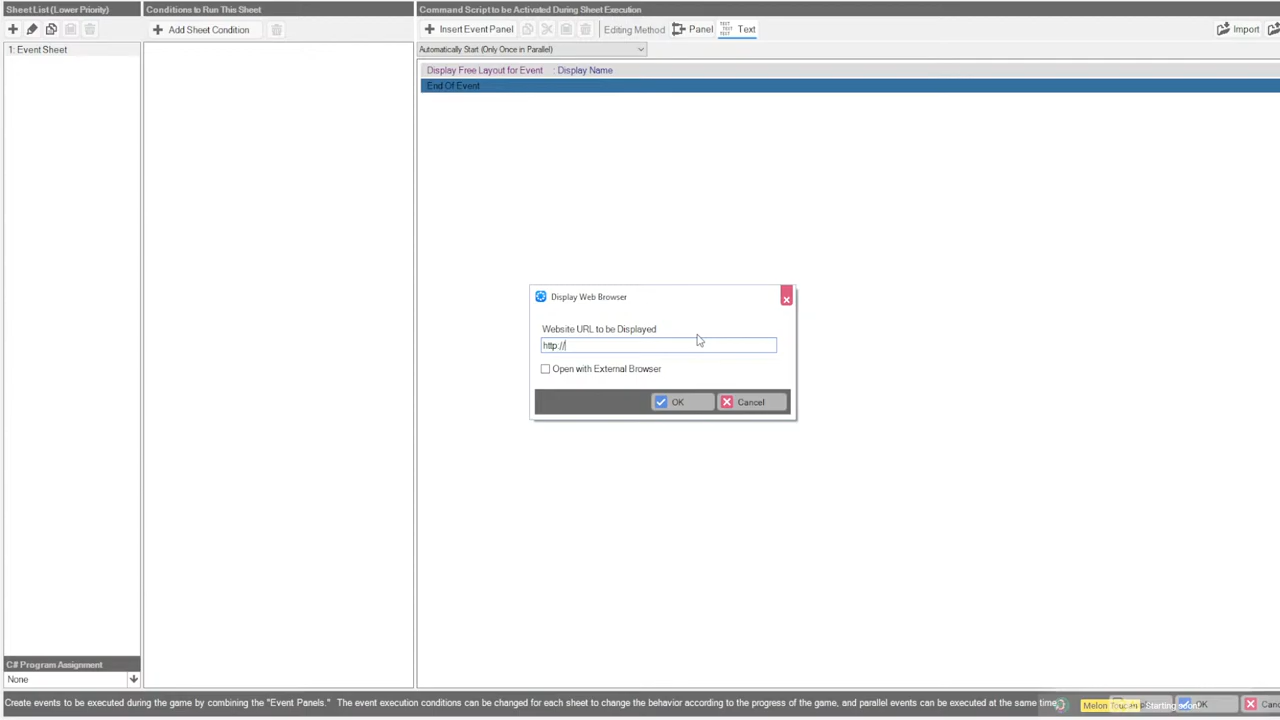 Sheet List (Lower Priority)
Conditions to Run This Sheet
Command Script to be Activated During Sheet Execution
Add Sheet Condition
Insert Event Panel
Editing Method
Panel
Text
Import
1: Event Sheet
Automatically Start (Only Once in Parallel)
Display Free Layout for Event : Display Name
End Of Event
Display Web Browser
Website URL to be Displayed
http://
Open with External Browser
OK
Cancel
C# Program Assignment
None
Create events to be executed during the game by combining the "Event Panels." The event execution conditions can be changed for each sheet to change the behavior according to the progress of the game, and parallel events can be executed at the same time.
Melon Toucan
Starting soon!